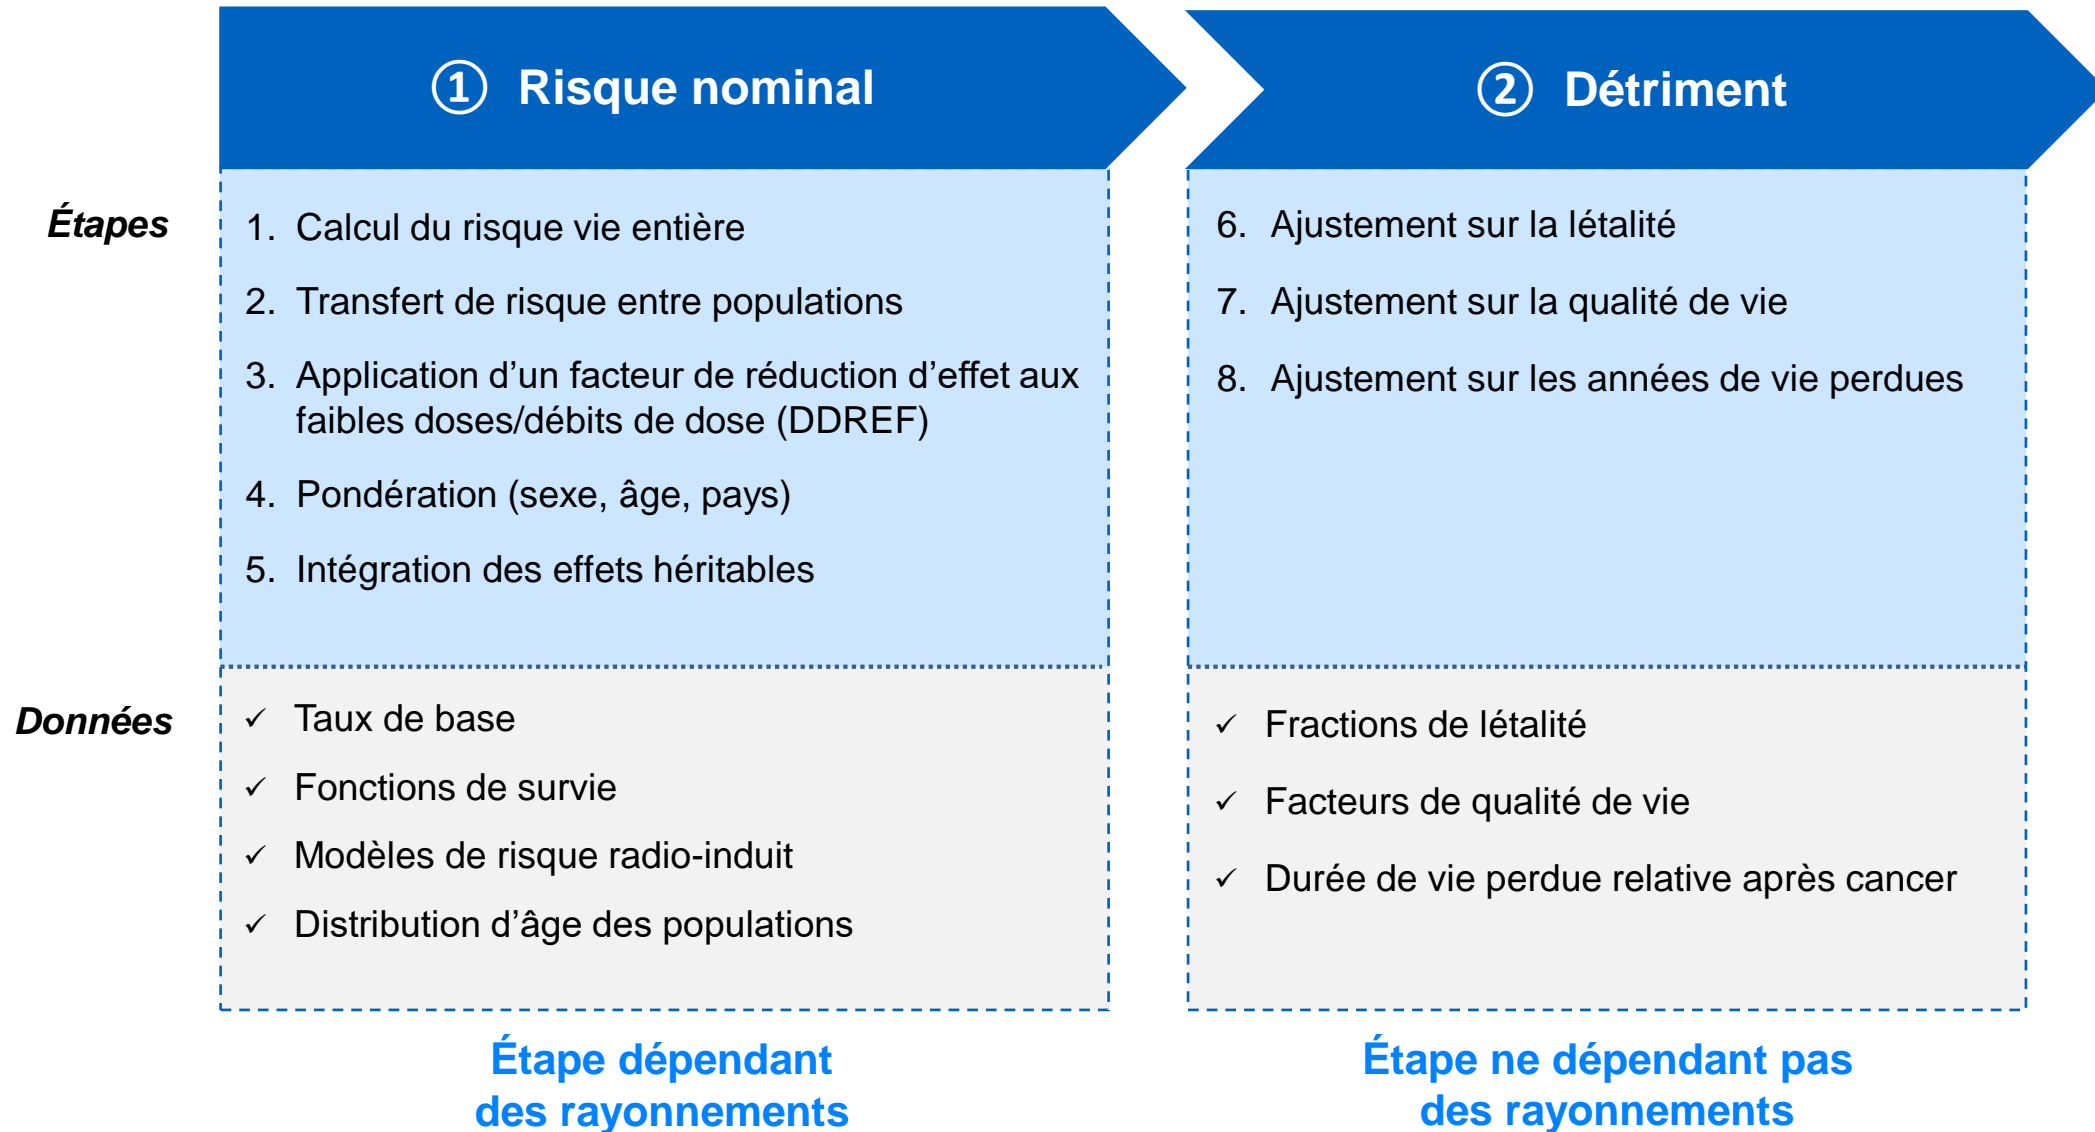 ① Risque nominal
Étapes
1. Calcul du risque vie entière
2. Transfert de risque entre populations
3. Application d’un facteur de réduction d’effet aux
faibles doses/débits de dose (DDREF)
4. Pondération (sexe, âge, pays)
5. Intégration des effets héritables
Données
✓ Taux de base
✓ Fonctions de survie
✓ Modèles de risque radio-induit
✓ Distribution d’âge des populations
Étape dépendant
des rayonnements
② Détriment
6. Ajustement sur la létalité
7. Ajustement sur la qualité de vie
8. Ajustement sur les années de vie perdues
✓ Fractions de létalité
✓ Facteurs de qualité de vie
✓ Durée de vie perdue relative après cancer
Étape ne dépendant pas
des rayonnements